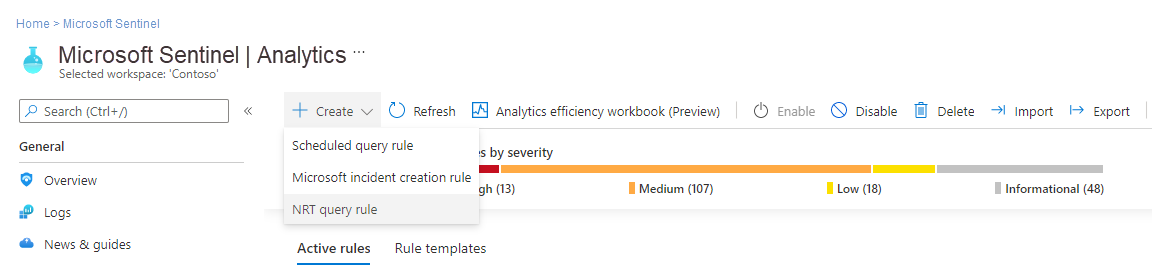 Home > Microsoft Sentinel
Microsoft Sentinel | Analytics ...
Selected workspace: 'Contoso'
Search (Ctrl+/) «
Create Refresh Analytics efficiency workbook (Preview) Enable Disable Delete Import Export
General
Scheduled query rule
es by severity
Overview
Microsoft incident creation rule
gh (13) Medium (107) Low (18) Informational (48)
Logs
NRT query rule
News & guides
Active rules Rule templates